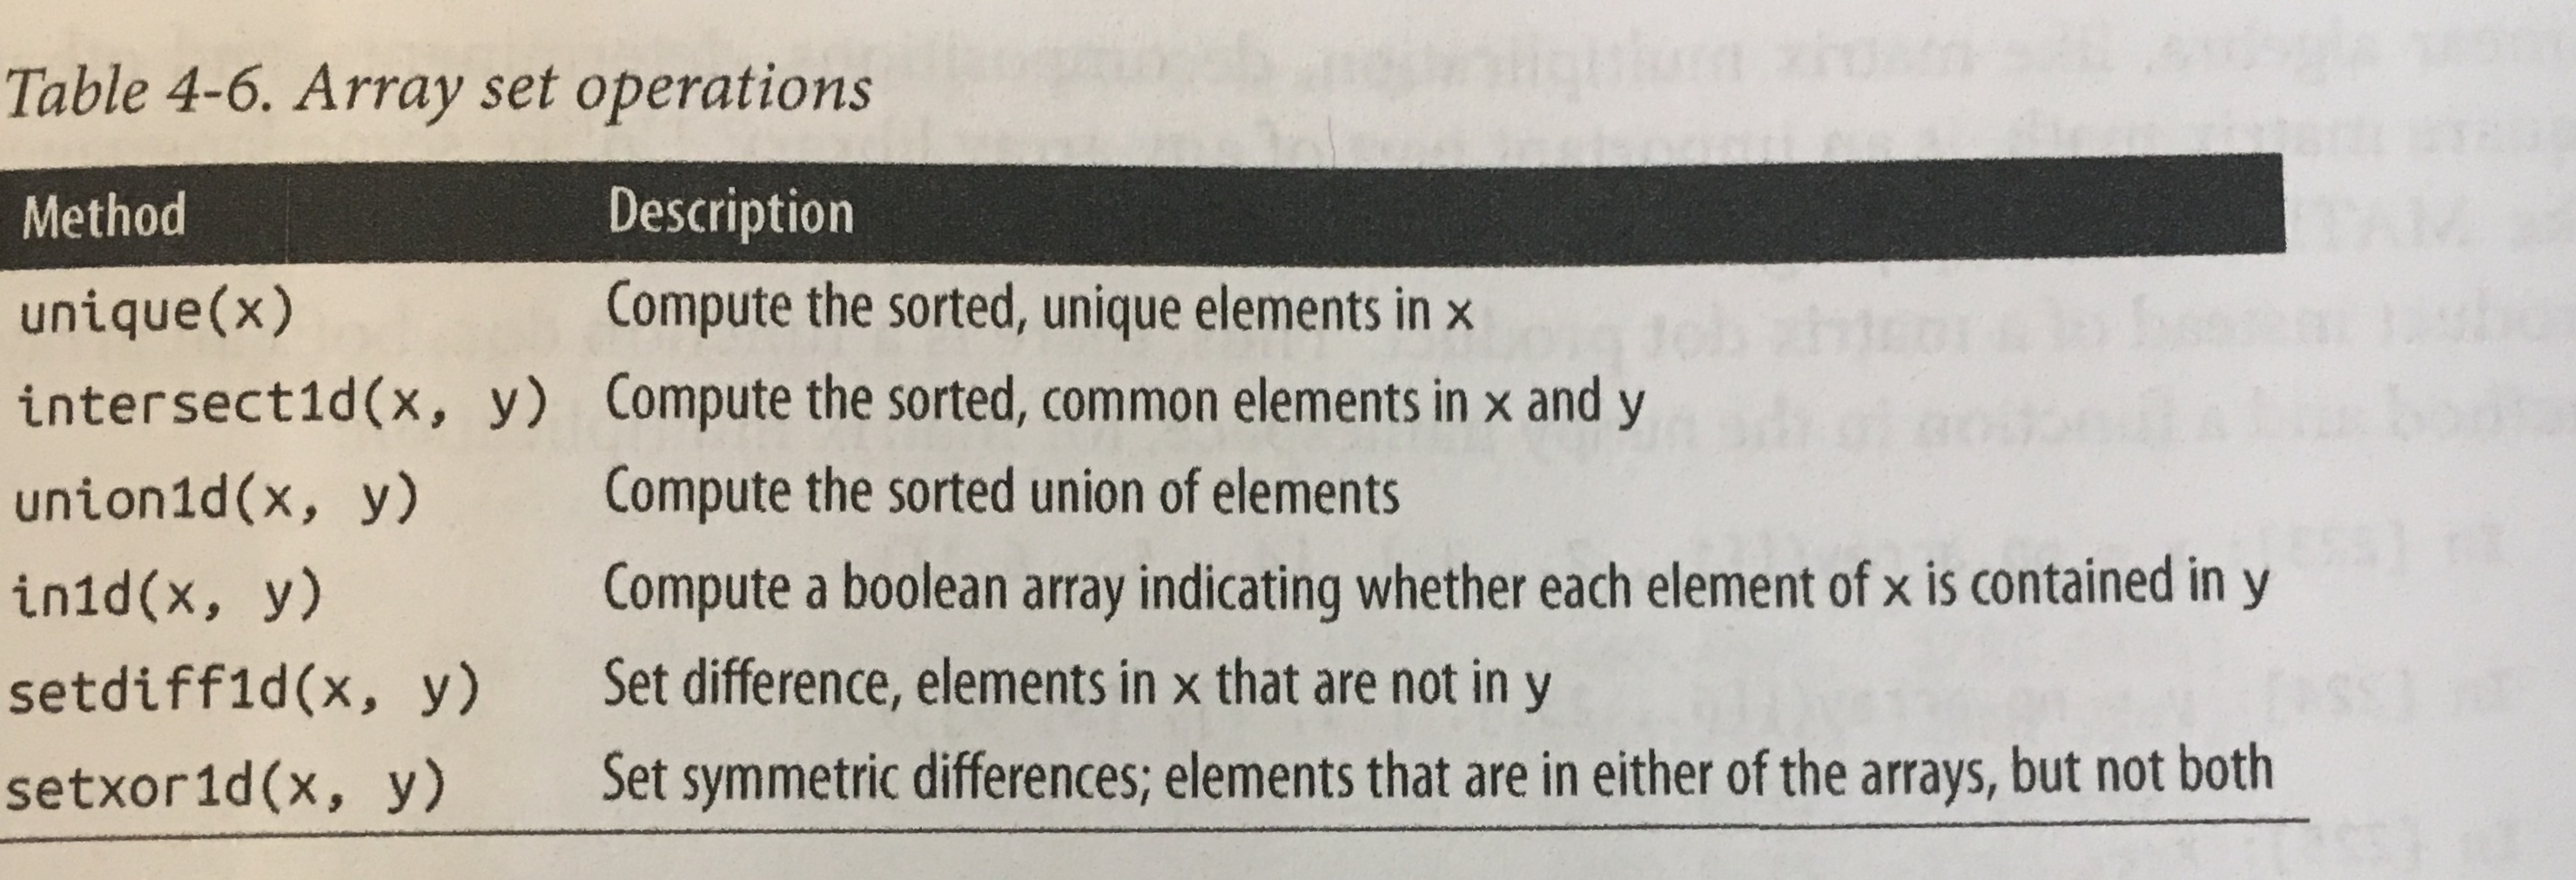 Table 4-6. Array set operations
Method Description
unique(x) Compute the sorted, unique elements in x
intersect1d(x, y) Compute the sorted, common elements in x and y
union1d(x, y) Compute the sorted union of elements
in1d(x, y) Compute a boolean array indicating whether each element of x is contained in y
setdiff1d(x, y) Set difference, elements in x that are not in y
setxor1d(x, y) Set symmetric differences; elements that are in either of the arrays, but not both